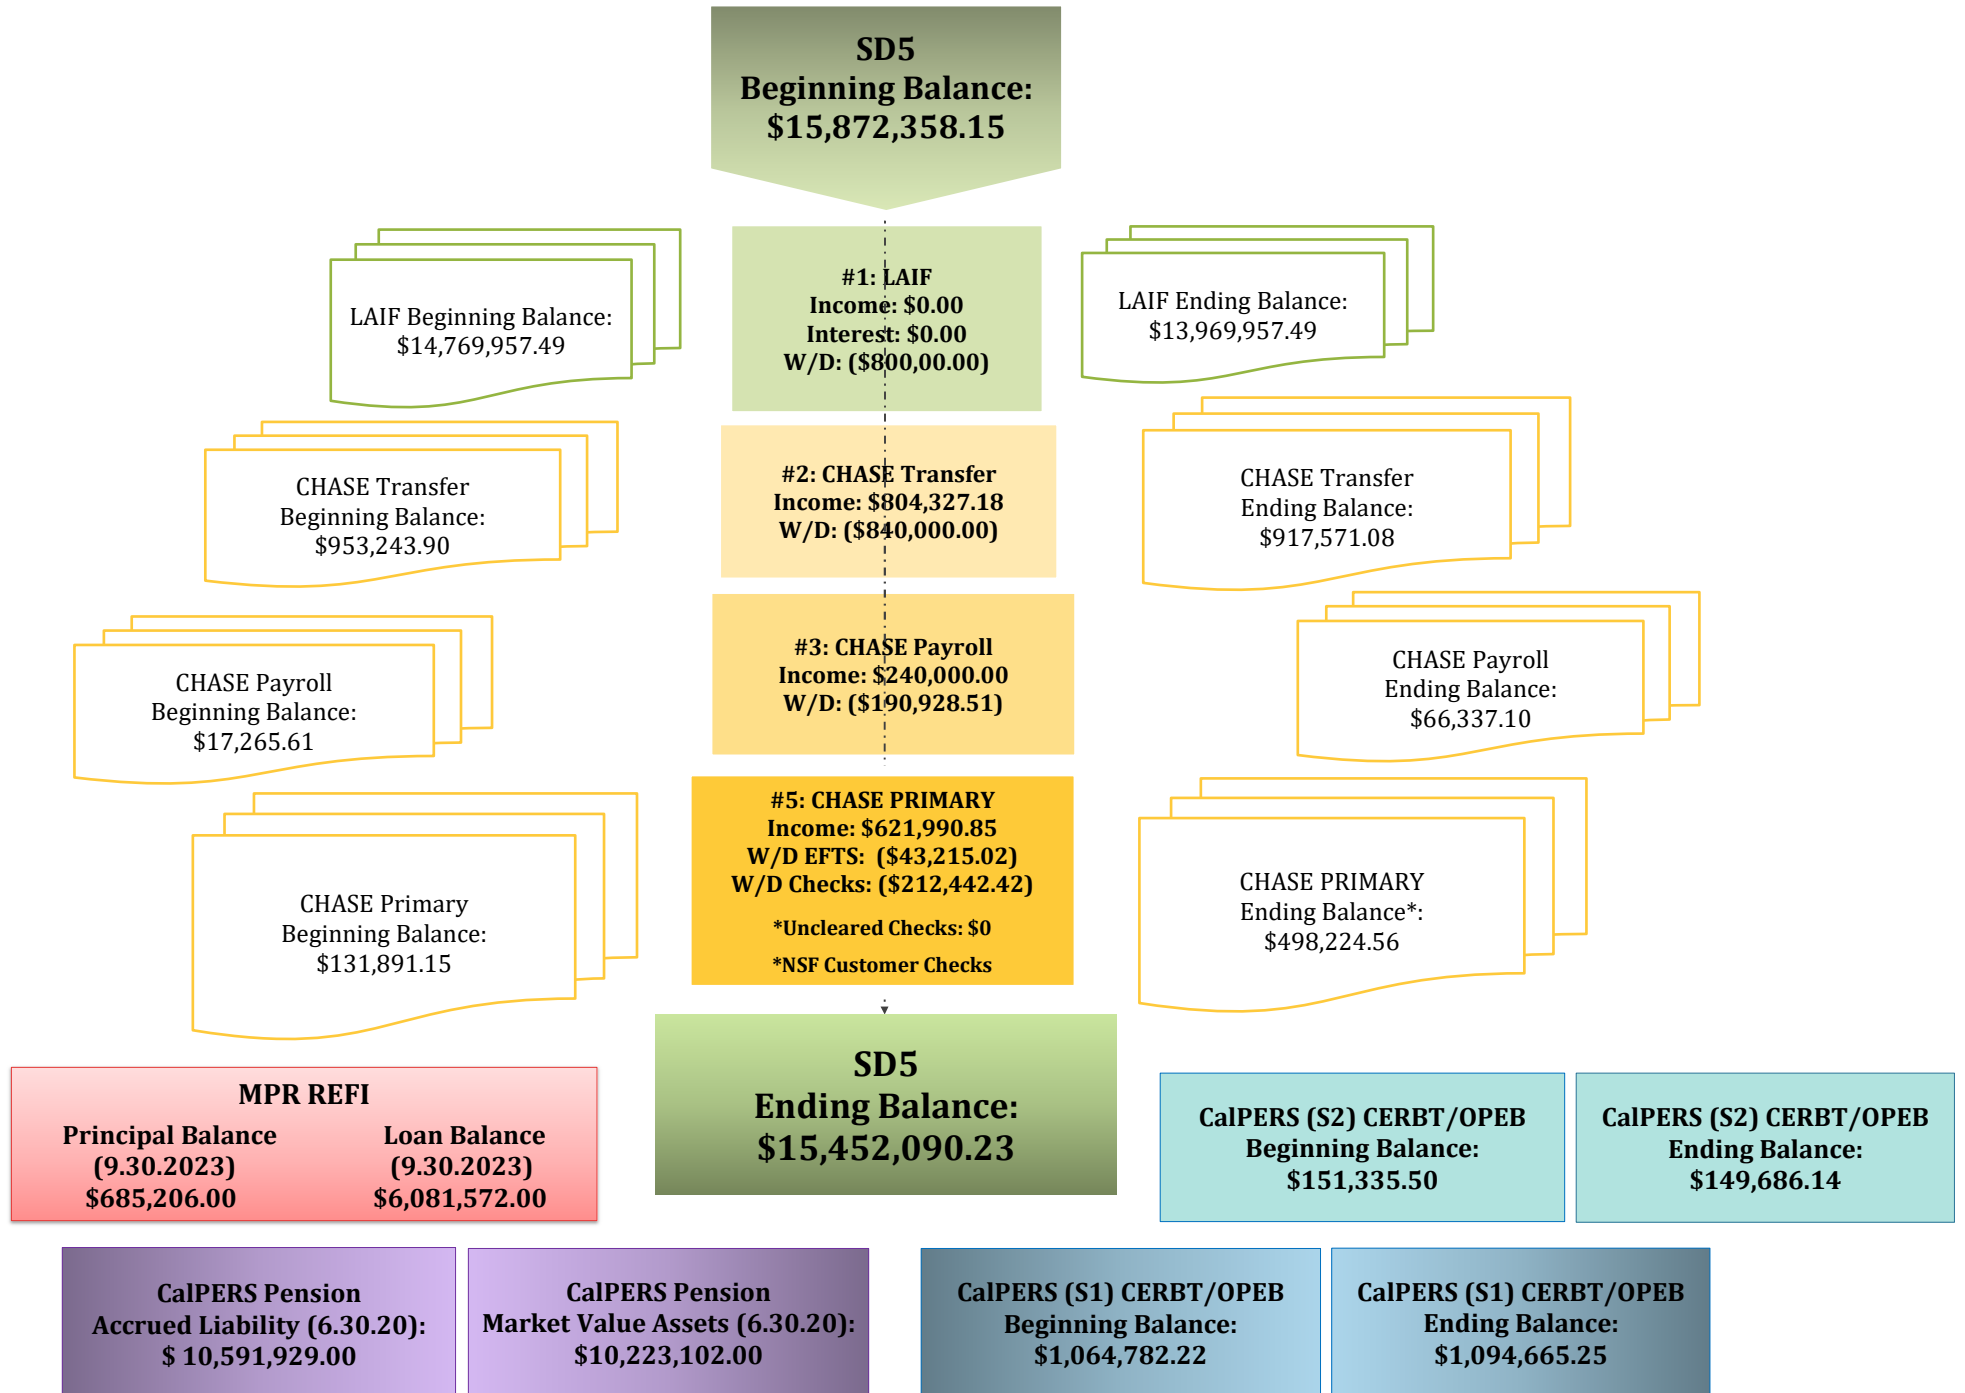 SD5
Beginning Balance:
$15,872,358.15
LAIF Beginning Balance:
$14,769,957.49
#1: LAIF
Income: $0.00
Interest: $0.00
W/D: ($800,00.00)
LAIF Ending Balance:
$13,969,957.49
CHASE Transfer
Beginning Balance:
$953,243.90
#2: CHASE Transfer
Income: $804,327.18
W/D: ($840,000.00)
CHASE Transfer
Ending Balance:
$917,571.08
CHASE Payroll
Beginning Balance:
$17,265.61
#3: CHASE Payroll
Income: $240,000.00
W/D: ($190,928.51)
CHASE Payroll
Ending Balance:
$66,337.10
CHASE Primary
Beginning Balance:
$131,891.15
#5: CHASE PRIMARY
Income: $621,990.85
W/D EFTS:  ($43,215.02)
W/D Checks: ($212,442.42)
*Uncleared Checks: $0
*NSF Customer Checks
CHASE PRIMARY
Ending Balance*:
$498,224.56
SD5
Ending Balance:
$15,452,090.23
MPR REFI
Principal Balance
(9.30.2023)
$685,206.00
Loan Balance
(9.30.2023)
$6,081,572.00
CalPERS (S2) CERBT/OPEB
Beginning Balance:
$151,335.50
CalPERS (S2) CERBT/OPEB
Ending Balance:
$149,686.14
CalPERS Pension
Accrued Liability (6.30.20):
$ 10,591,929.00
CalPERS Pension
Market Value Assets (6.30.20):
$10,223,102.00
CalPERS (S1) CERBT/OPEB
Beginning Balance:
$1,064,782.22
CalPERS (S1) CERBT/OPEB
Ending Balance:
$1,094,665.25